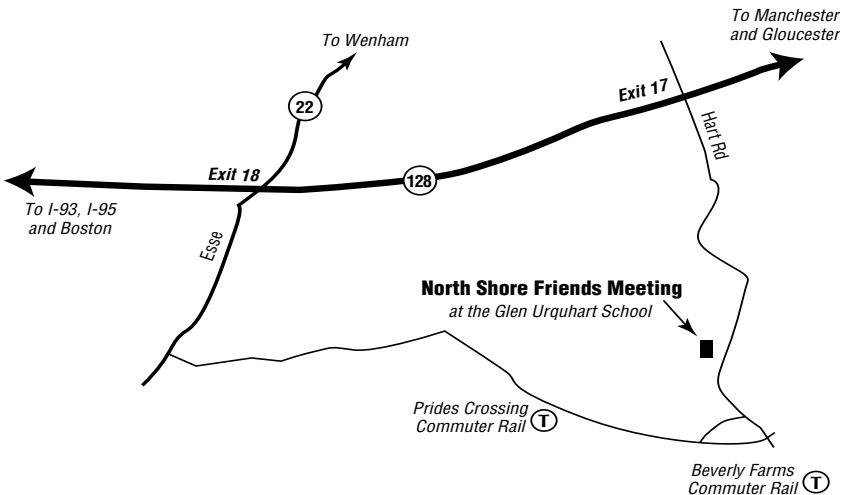 To Manchester
and Gloucester
To Wenham
Exit 17
22
Hart Rd
Exit 18
128
To I-93, I-95
and Boston
Esse
North Shore Friends Meeting
at the Glen Urquhart School
Prides Crossing
Commuter Rail T
Beverly Farms
Commuter Rail T